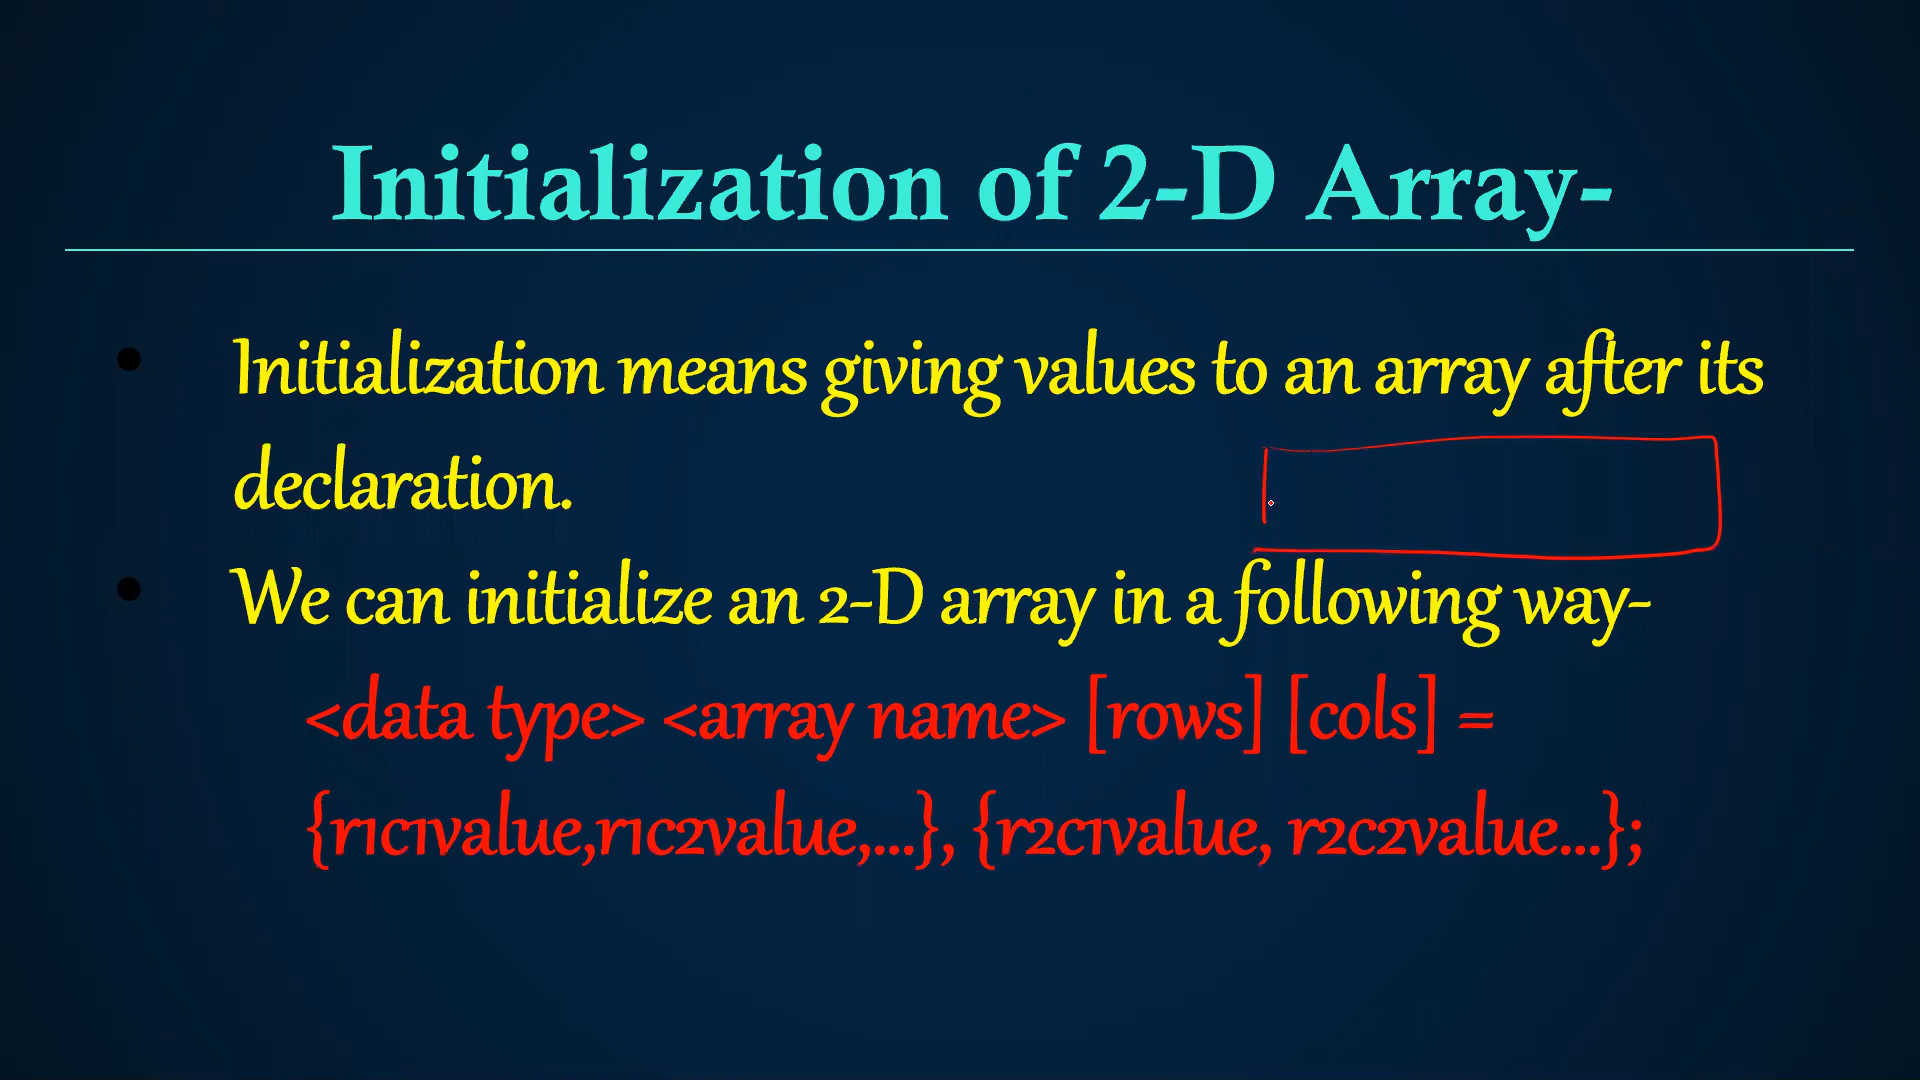 Initialization of 2-D Array-
Initialization means giving values to an array after its
declaration.
We can initialize an 2-D array in a following way-
<data type> <array name> [rows] [cols] =
{r1c1value,r1c2value,...}, {r2c1value, r2c2value...};